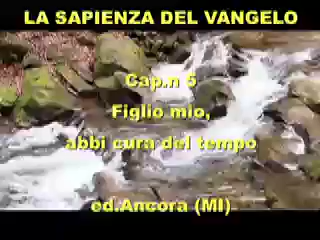 LA SAPIENZA DEL VANGELO
Cap.n 5
Figlio mio,
abbi cura del tempo
ed.Ancora (MI)